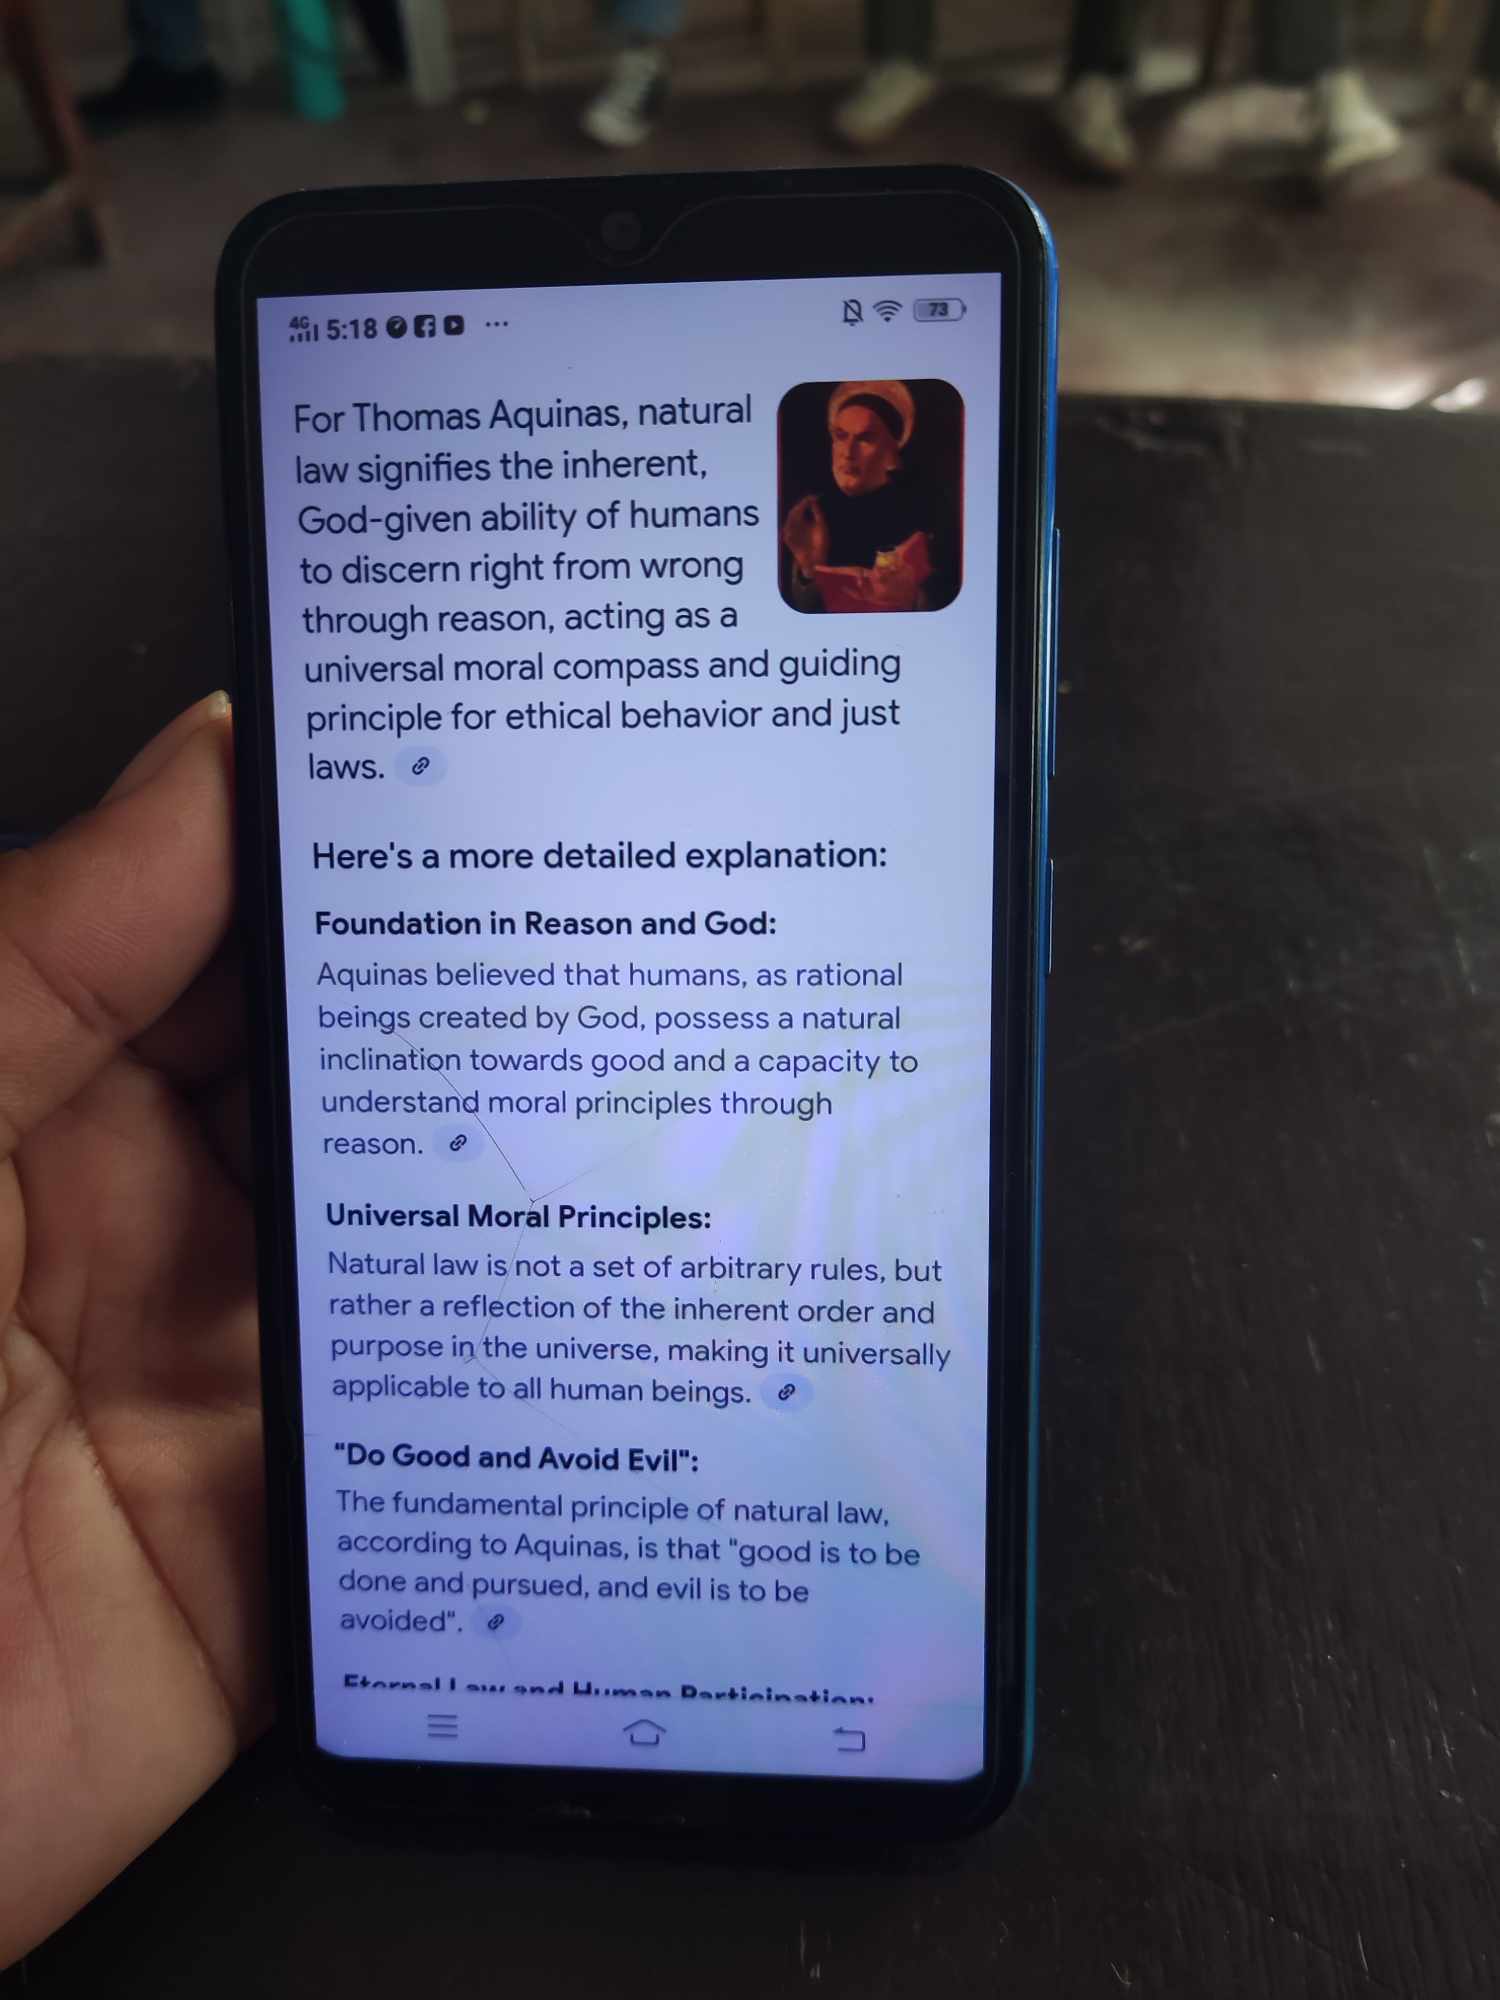 4G 5:18 ...
73
For Thomas Aquinas, natural
law signifies the inherent,
God-given ability of humans
to discern right from wrong
through reason, acting as a
universal moral compass and guiding
principle for ethical behavior and just
laws.
Here's a more detailed explanation:
Foundation in Reason and God:
Aquinas believed that humans, as rational
beings created by God, possess a natural
inclination towards good and a capacity to
understand moral principles through
reason.
Universal Moral Principles:
Natural law is not a set of arbitrary rules, but
rather a reflection of the inherent order and
purpose in the universe, making it universally
applicable to all human beings.
"Do Good and Avoid Evil":
The fundamental principle of natural law,
according to Aquinas, is that "good is to be
done and pursued, and evil is to be
avoided".
Eternal Law and Human Participation: